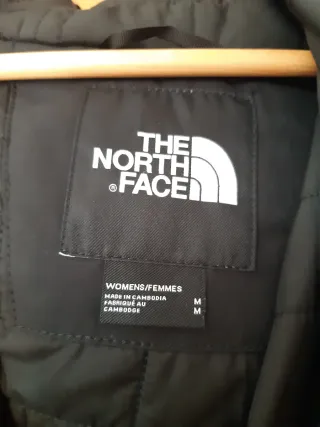 THE
NORTH
® FACE
WOMENS/FEMMES
MADE IN CAMBODIA M
FABRIQUÉ AU M
CAMBODGE